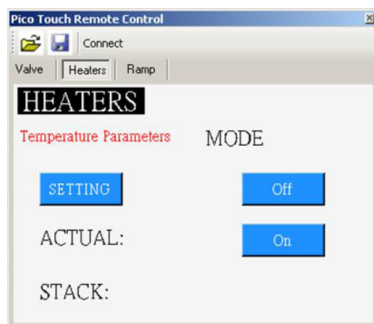 Pico Touch Remote Control
Connect
Valve Heaters Ramp
HEATERS
Temperature Parameters MODE
SETTING Off
ACTUAL: On
STACK: